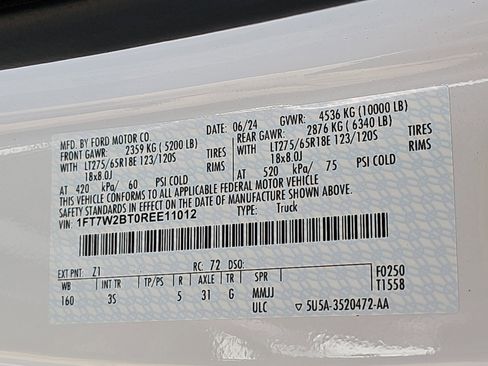 MFD. BY FORD MOTOR CO. DATE: 06/24 GVWR: 4536 KG (10000 LB)
FRONT GAWR: 2359 KG ( 5200 LB) REAR GAWR: 2876 KG ( 6340 LB)
WITH LT275/65R18E 123/120S TIRES WITH LT275/65R18E 123/120S TIRES
18x8.0J RIMS 18x8.0J RIMS
AT 420 kPa/ 60 PSI COLD AT 520 kPa/ 75 PSI COLD
THIS VEHICLE CONFORMS TO ALL APPLICABLE FEDERAL MOTOR VEHICLE
SAFETY STANDARDS IN EFFECT ON THE DATE OF MANUFACTURE SHOWN ABOVE.
VIN: 1FT7W2BT0REE11012 TYPE: Truck
EXT PNT: Z1 RC: 72 DSO:
WB INT TR TP/PS R AXLE TR SPR F0250
160 3S 5 31 G MMJJ T1558
ULC ▽ 5U5A-3520472-AA